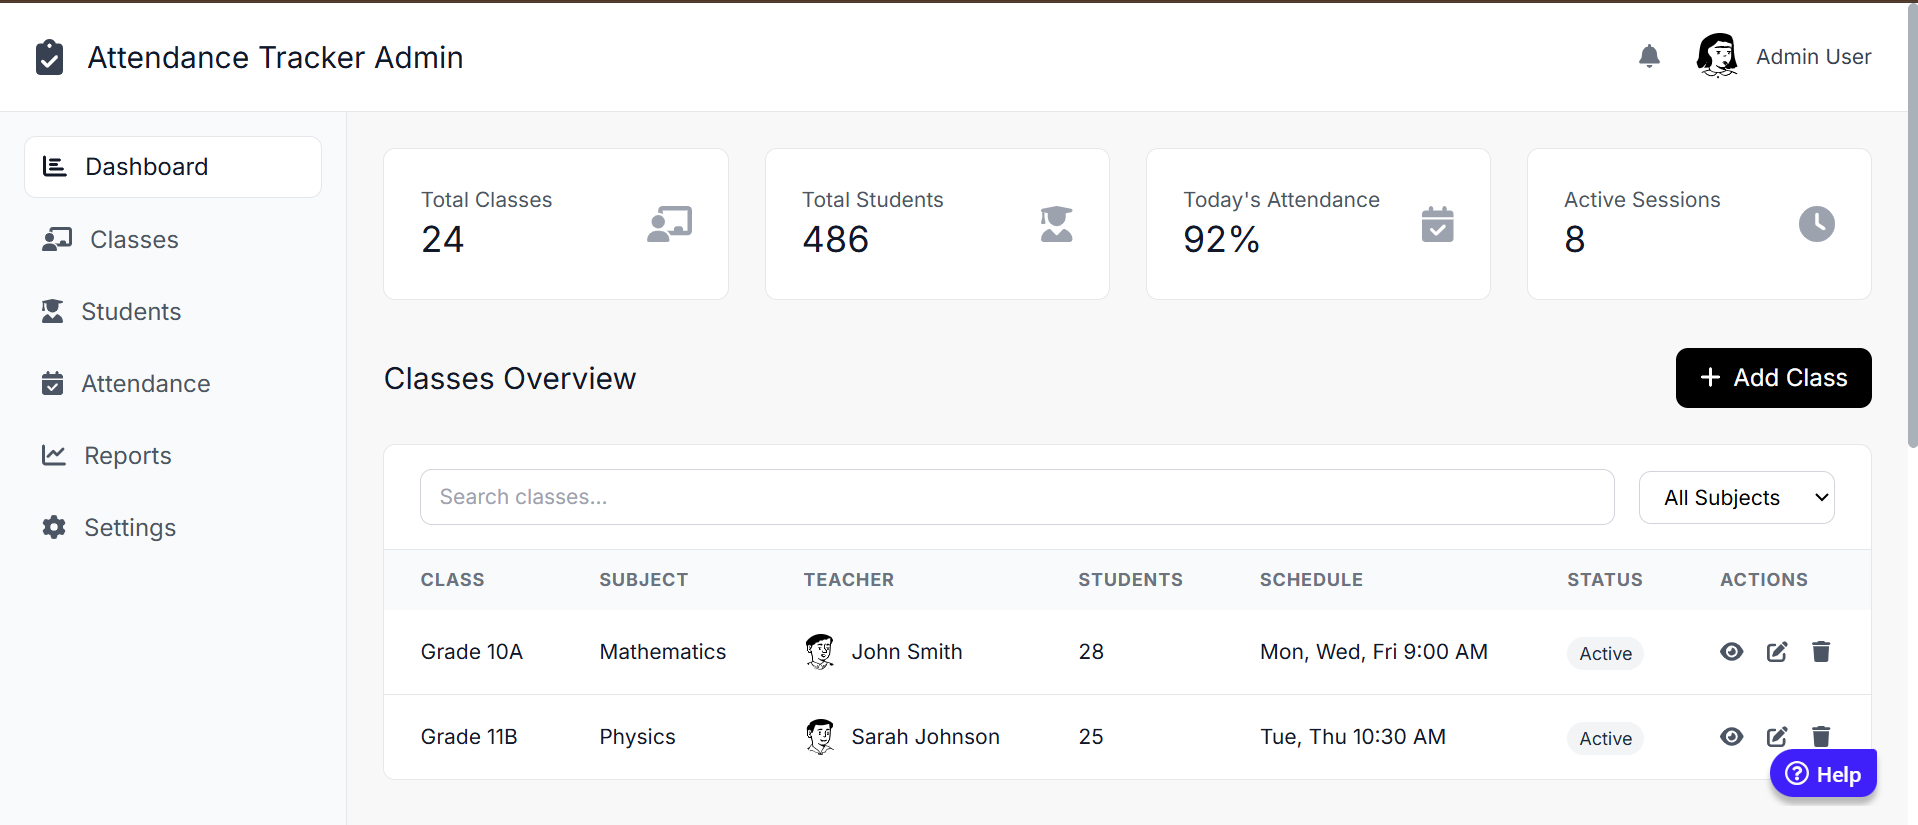 Attendance Tracker Admin
Admin User
Dashboard
Classes
Students
Attendance
Reports
Settings
Total Classes
24
Total Students
486
Today's Attendance
92%
Active Sessions
8
Classes Overview
+ Add Class
Search classes...
All Subjects
CLASS SUBJECT TEACHER STUDENTS SCHEDULE STATUS ACTIONS
Grade 10A Mathematics John Smith 28 Mon, Wed, Fri 9:00 AM Active
Grade 11B Physics Sarah Johnson 25 Tue, Thu 10:30 AM Active
Help